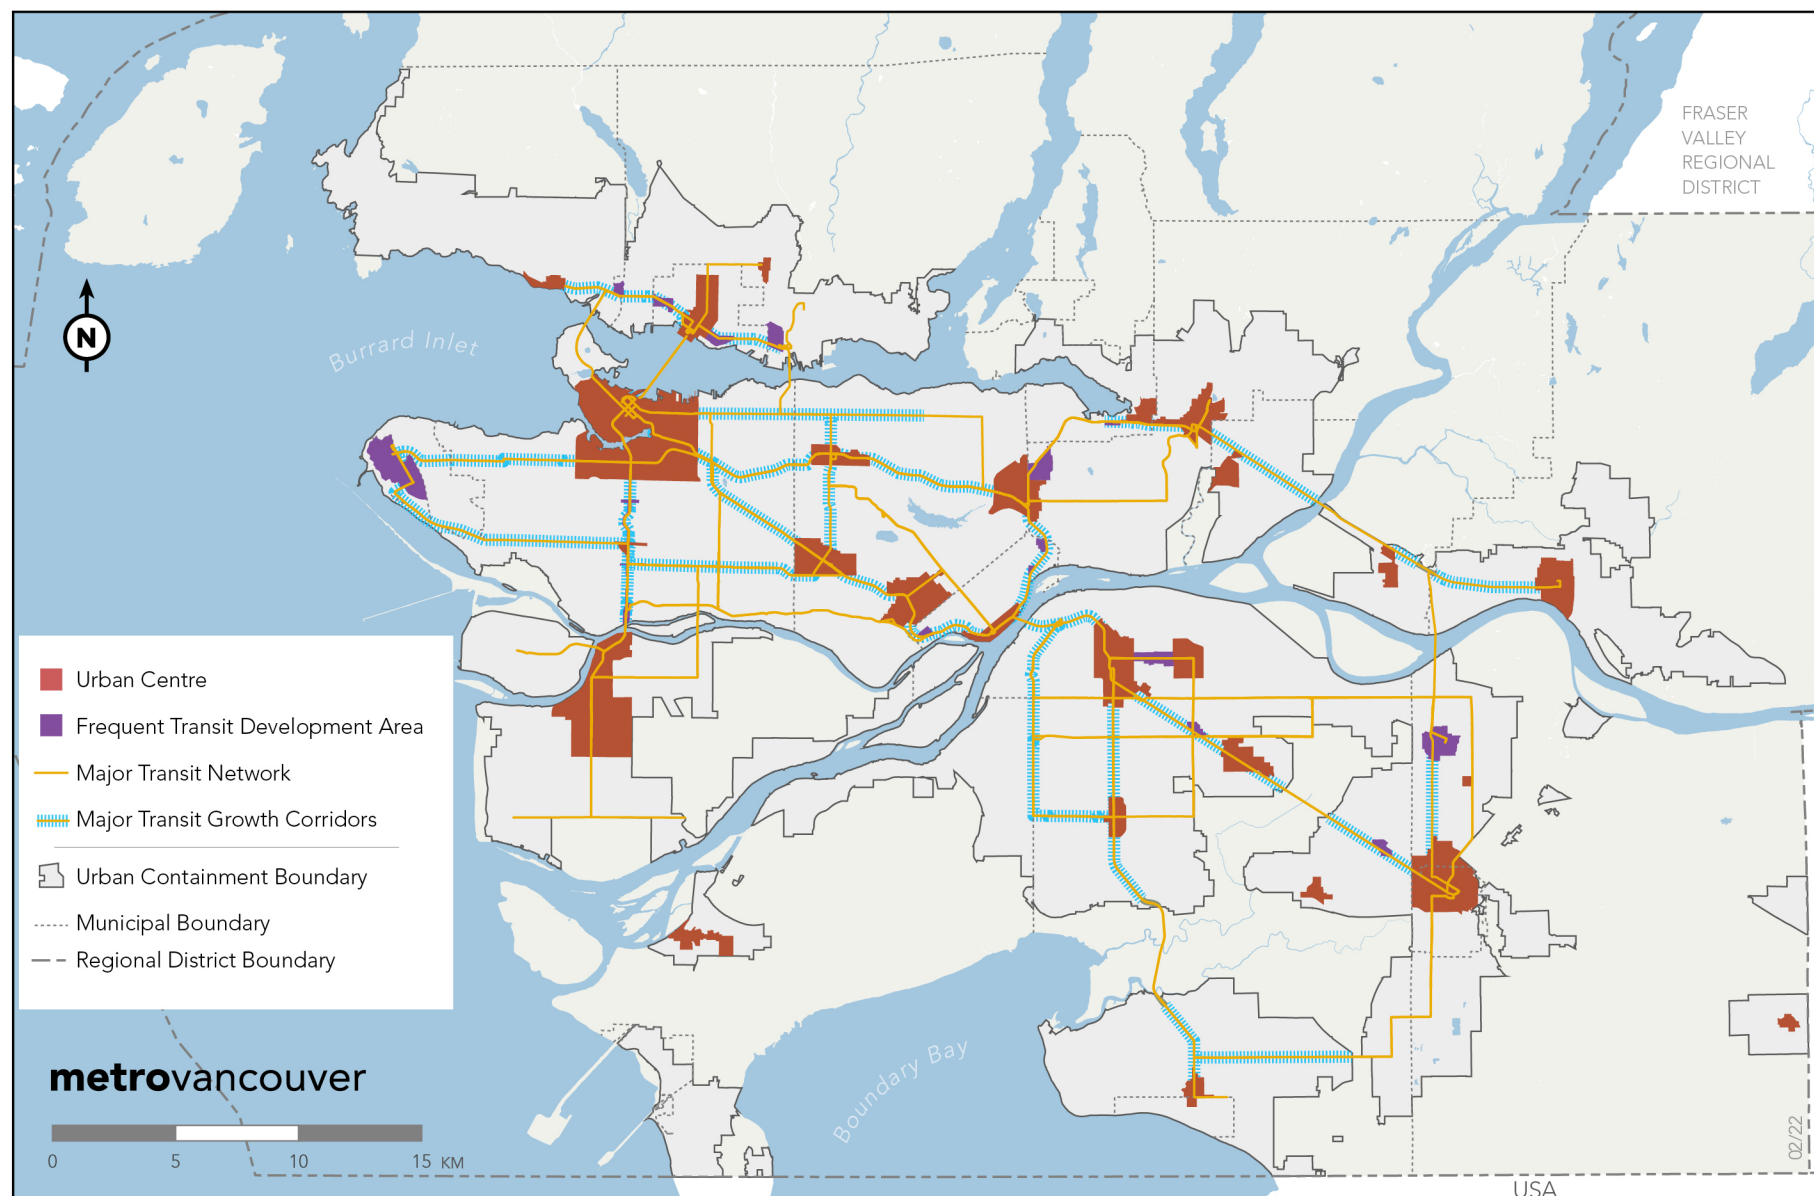 FRASER
VALLEY
REGIONAL
DISTRICT
N
Burrard Inlet
Urban Centre
Frequent Transit Development Area
Major Transit Network
Major Transit Growth Corridors
Urban Containment Boundary
Municipal Boundary
Regional District Boundary
metrovancouver
Boundary Bay
0 5 10 15 KM
02/22
USA